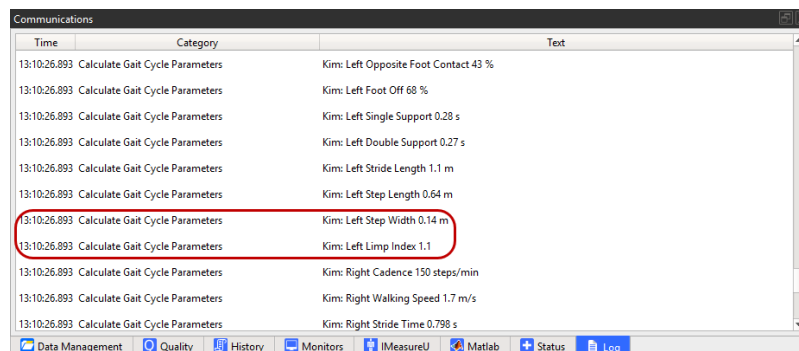 Communications
Time Category Text
13:10:26.893 Calculate Gait Cycle Parameters Kim: Left Opposite Foot Contact 43 %
13:10:26.893 Calculate Gait Cycle Parameters Kim: Left Foot Off 68 %
13:10:26.893 Calculate Gait Cycle Parameters Kim: Left Single Support 0.28 s
13:10:26.893 Calculate Gait Cycle Parameters Kim: Left Double Support 0.27 s
13:10:26.893 Calculate Gait Cycle Parameters Kim: Left Stride Length 1.1 m
13:10:26.893 Calculate Gait Cycle Parameters Kim: Left Step Length 0.64 m
13:10:26.893 Calculate Gait Cycle Parameters Kim: Left Step Width 0.14 m
13:10:26.893 Calculate Gait Cycle Parameters Kim: Left Limp Index 1.1
13:10:26.893 Calculate Gait Cycle Parameters Kim: Right Cadence 150 steps/min
13:10:26.893 Calculate Gait Cycle Parameters Kim: Right Walking Speed 1.7 m/s
13:10:26.893 Calculate Gait Cycle Parameters Kim: Right Stride Time 0.798 s
Data Management Quality History Monitors IMeasureU Matlab Status Log